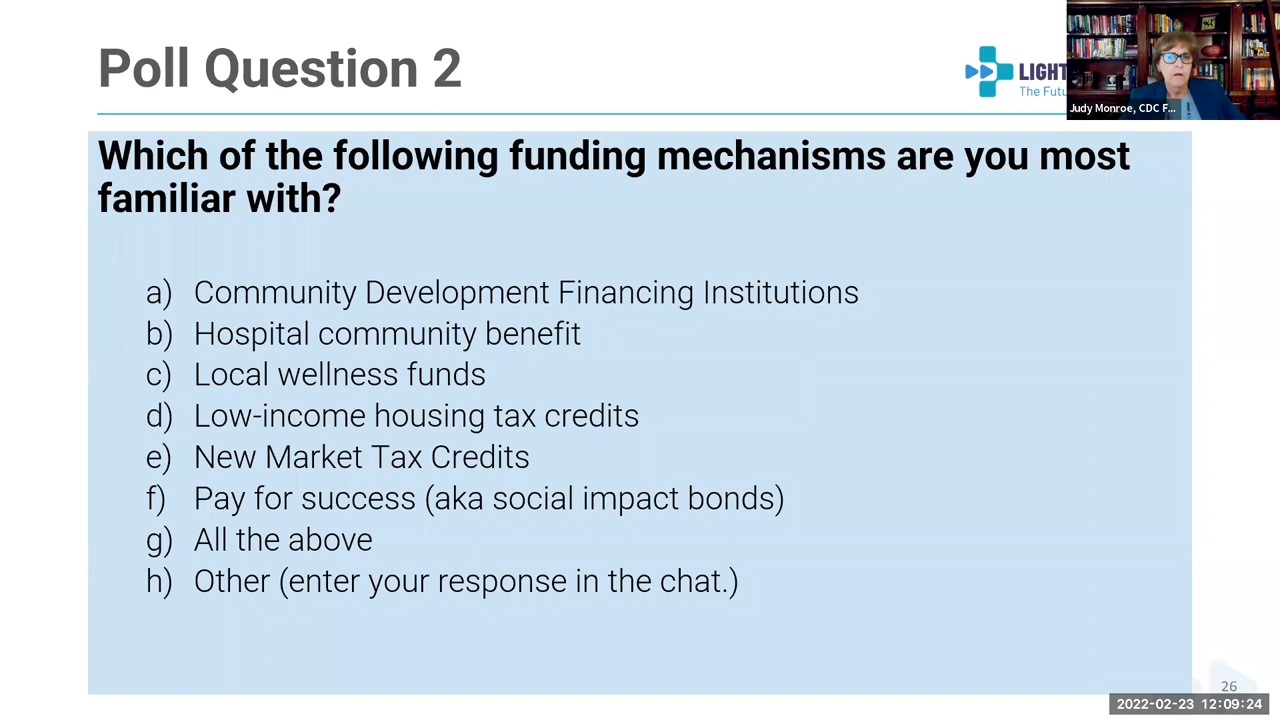 Poll Question 2
LIGHT
The Futu
Judy Monroe, CDC F...
Which of the following funding mechanisms are you most
familiar with?
a) Community Development Financing Institutions
b) Hospital community benefit
c) Local wellness funds
d) Low-income housing tax credits
e) New Market Tax Credits
f) Pay for success (aka social impact bonds)
g) All the above
h) Other (enter your response in the chat.)
26
2022-02-23 12:09:24